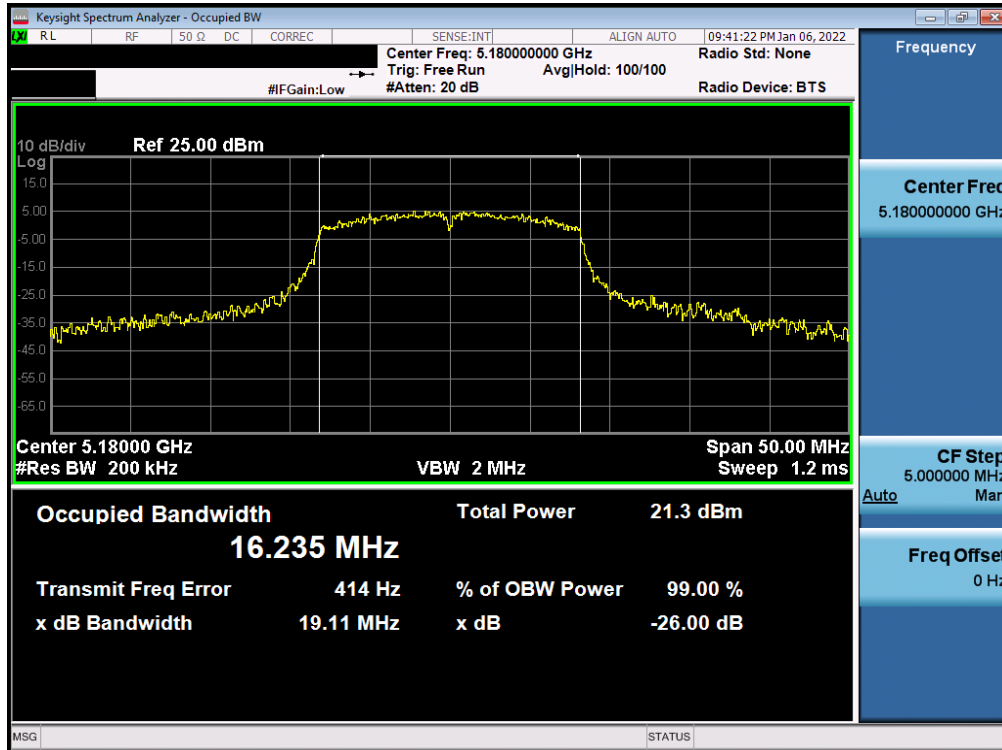 Keysight Spectrum Analyzer - Occupied BW
LXI RL RF 50 Ω DC CORREC SENSE:INT ALIGN AUTO 09:41:22 PM Jan 06, 2022
Center Freq: 5.180000000 GHz Radio Std: None
Trig: Free Run Avg|Hold: 100/100
#IFGain:Low #Atten: 20 dB Radio Device: BTS
Frequency
10 dB/div Ref 25.00 dBm
Log
15.0
5.00
-5.00
-15.0
-25.0
-35.0
-45.0
-55.0
-65.0
Center Freq
5.180000000 GHz
Center 5.18000 GHz Span 50.00 MHz
#Res BW 200 kHz VBW 2 MHz Sweep 1.2 ms
CF Step
5.000000 MHz
Auto Man
Occupied Bandwidth Total Power 21.3 dBm
16.235 MHz
Transmit Freq Error 414 Hz % of OBW Power 99.00 %
x dB Bandwidth 19.11 MHz x dB -26.00 dB
Freq Offset
0 Hz
MSG STATUS